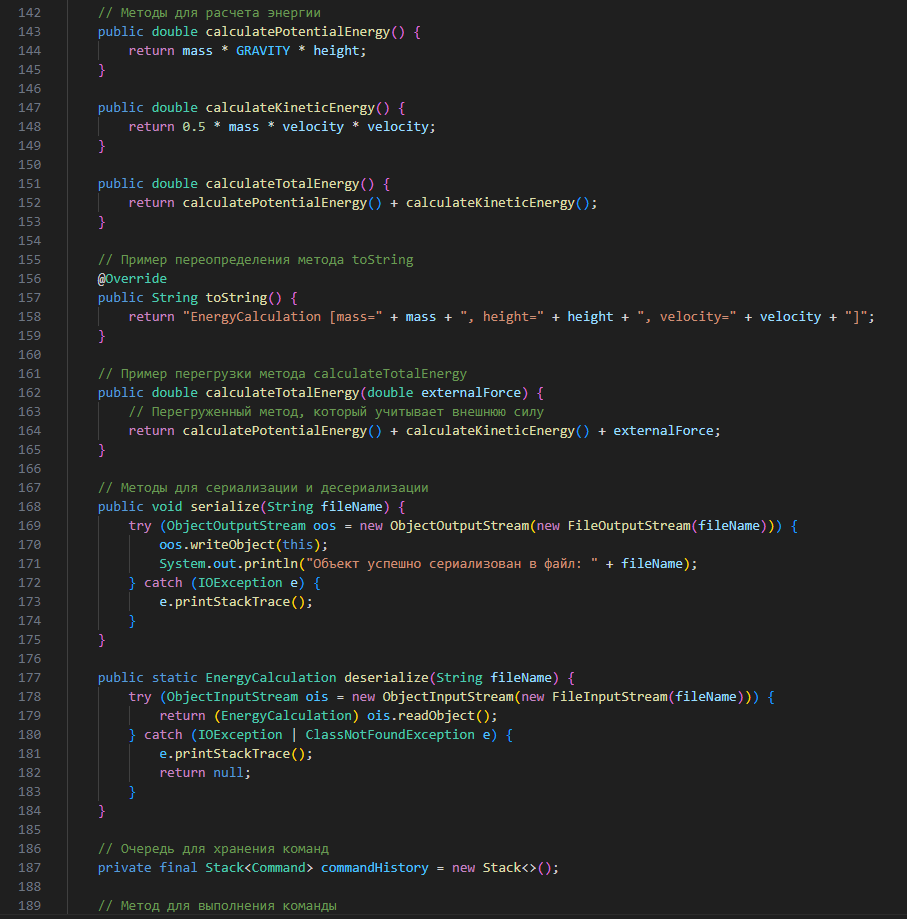 142 // Методы для расчета энергии
143 public double calculatePotentialEnergy() {
144 return mass * GRAVITY * height;
145 }
146
147 public double calculateKineticEnergy() {
148 return 0.5 * mass * velocity * velocity;
149 }
150
151 public double calculateTotalEnergy() {
152 return calculatePotentialEnergy() + calculateKineticEnergy();
153 }
154
155 // Пример переопределения метода toString
156 @Override
157 public String toString() {
158 return "EnergyCalculation [mass=" + mass + ", height=" + height + ", velocity=" + velocity + "]";
159 }
160
161 // Пример перегрузки метода calculateTotalEnergy
162 public double calculateTotalEnergy(double externalForce) {
163 // Перегруженный метод, который учитывает внешнюю силу
164 return calculatePotentialEnergy() + calculateKineticEnergy() + externalForce;
165 }
166
167 // Методы для сериализации и десериализации
168 public void serialize(String fileName) {
169 try (ObjectOutputStream oos = new ObjectOutputStream(new FileOutputStream(fileName))) {
170 oos.writeObject(this);
171 System.out.println("Объект успешно сериализован в файл: " + fileName);
172 } catch (IOException e) {
173 e.printStackTrace();
174 }
175 }
176
177 public static EnergyCalculation deserialize(String fileName) {
178 try (ObjectInputStream ois = new ObjectInputStream(new FileInputStream(fileName))) {
179 return (EnergyCalculation) ois.readObject();
180 } catch (IOException | ClassNotFoundException e) {
181 e.printStackTrace();
182 return null;
183 }
184 }
185
186 // Очередь для хранения команд
187 private final Stack<Command> commandHistory = new Stack<>();
188
189 // Метод для выполнения команды